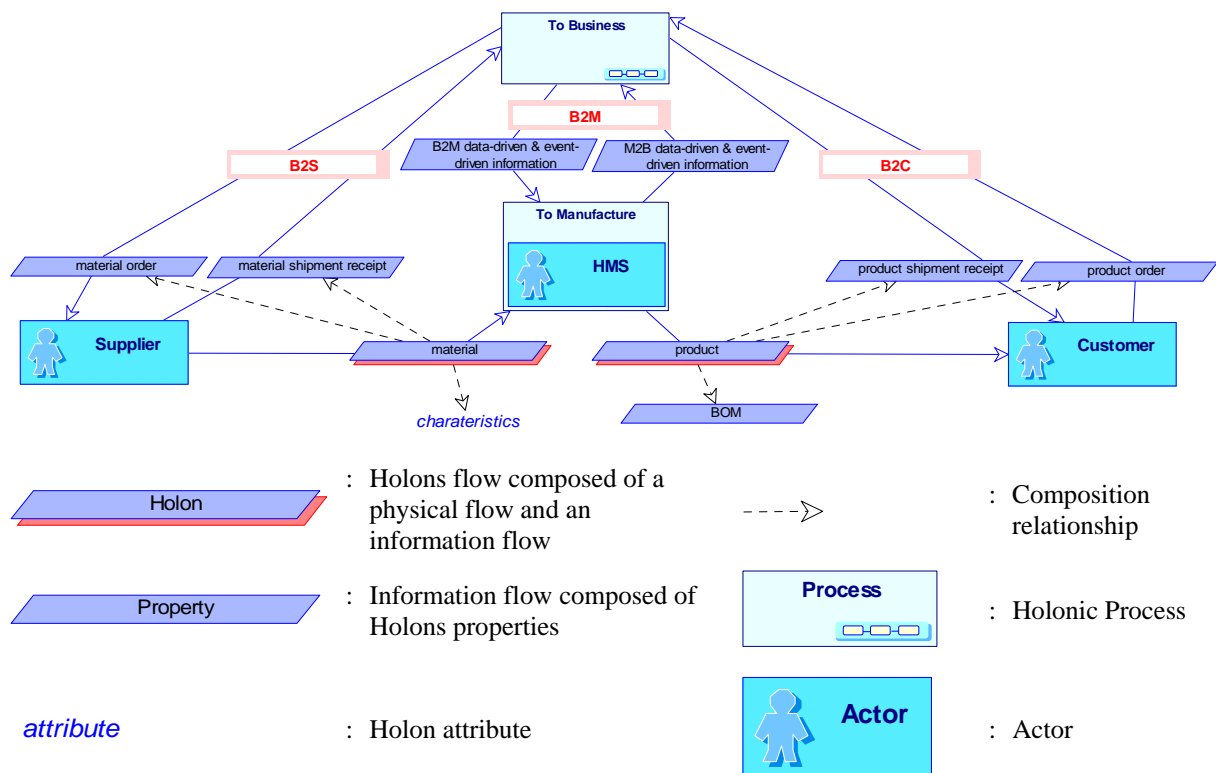 To Business
B2M
B2M data-driven & event-
driven information
M2B data-driven & event-
driven information
B2S
B2C
To Manufacture
HMS
material order
material shipment receipt
product shipment receipt
product order
Supplier
material
product
Customer
charateristics
BOM
Holon
: Holons flow composed of a
physical flow and an
information flow
: Composition
relationship
Property
: Information flow composed of
Holons properties
Process
: Holonic Process
attribute
: Holon attribute
Actor
: Actor